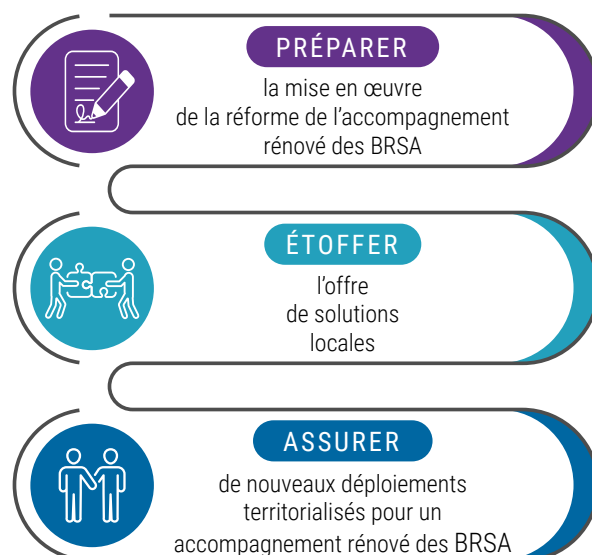 PRÉPARER
la mise en œuvre
de la réforme de l’accompagnement
rénové des BRSA
ÉTOFFER
l’offre
de solutions
locales
ASSURER
de nouveaux déploiements
territorialisés pour un
accompagnement rénové des BRSA